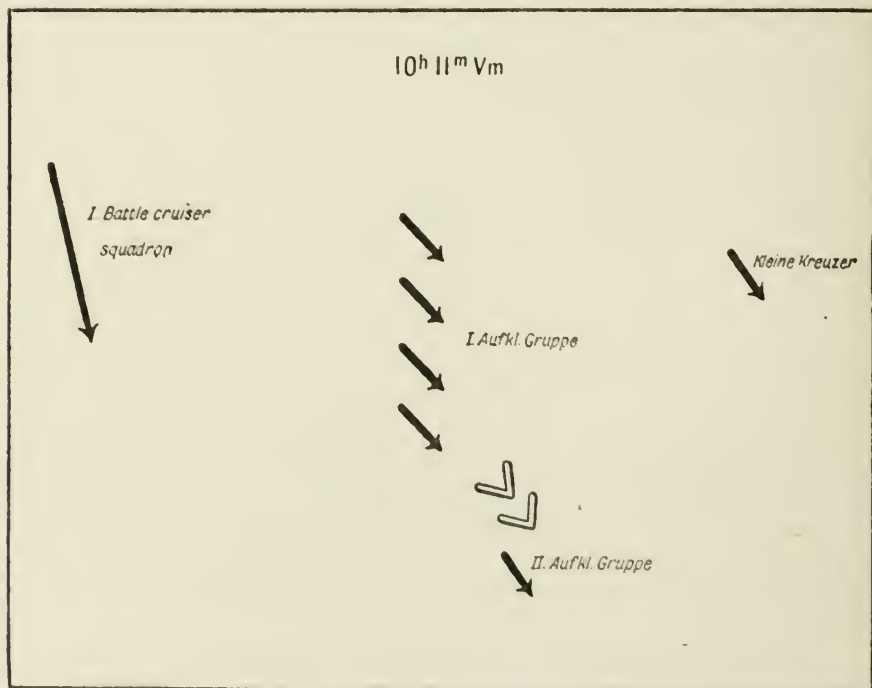 10h 11m Vm
I. Battle cruiser
squadron
Kleine Kreuzer
I. Aufkl. Gruppe
II. Aufkl. Gruppe